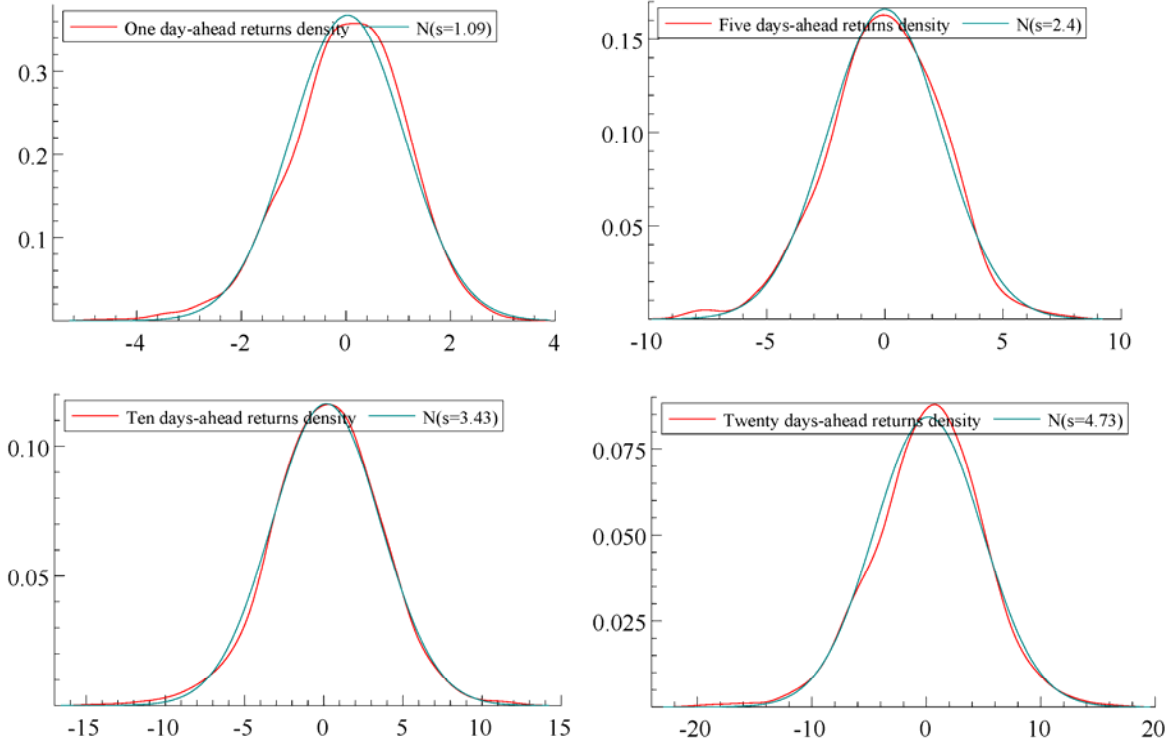 One day-ahead returns density N(s=1.09)
0.3
0.2
0.1
-4 -2 0 2 4
Five days-ahead returns density N(s=2.4)
0.15
0.10
0.05
-10 -5 0 5 10
Ten days-ahead returns density N(s=3.43)
0.10
0.05
-15 -10 -5 0 5 10 15
Twenty days-ahead returns density N(s=4.73)
0.075
0.050
0.025
-20 -10 0 10 20